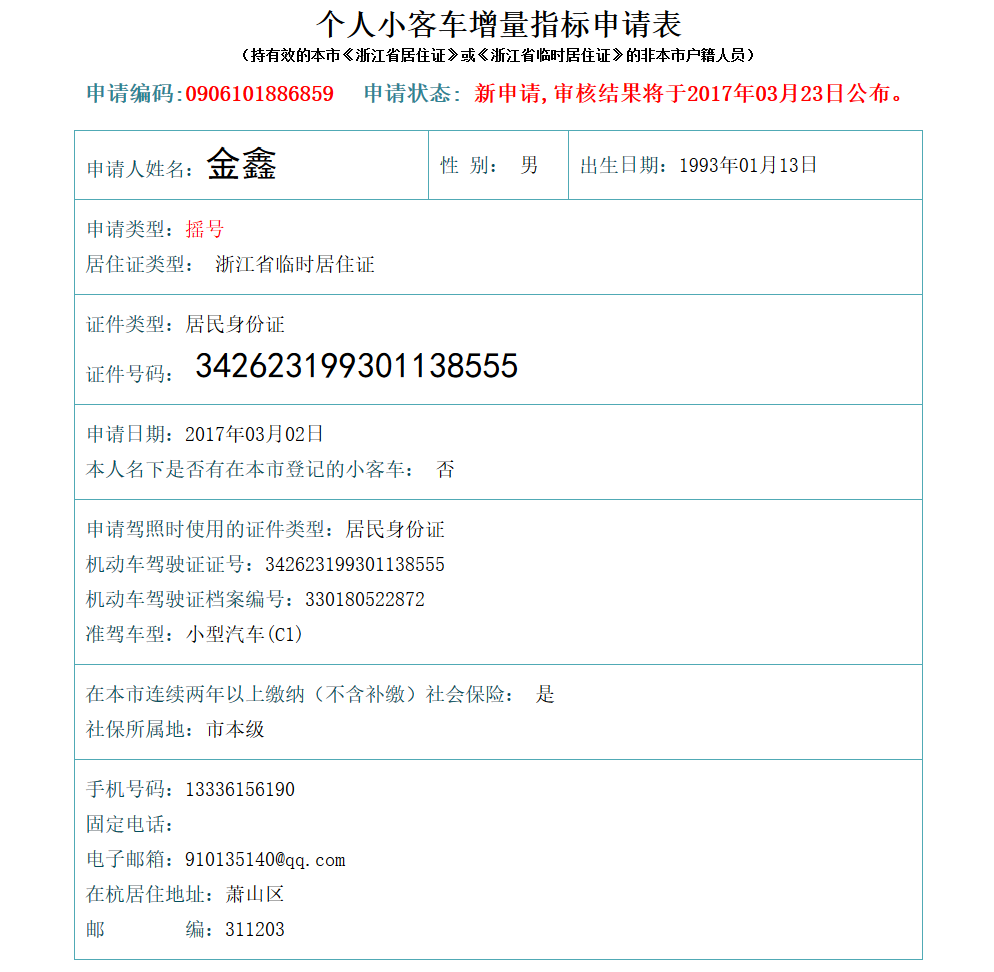 个人小客车增量指标申请表
（持有效的本市《浙江省居住证》或《浙江省临时居住证》的非本市户籍人员）
申请编码:0906101886859 申请状态: 新申请,审核结果将于2017年03月23日公布。
申请人姓名: 金鑫 性 别: 男 出生日期: 1993年01月13日
申请类型: 摇号
居住证类型: 浙江省临时居住证
证件类型: 居民身份证
证件号码: 342623199301138555
申请日期: 2017年03月02日
本人名下是否有在本市登记的小客车: 否
申请驾照时使用的证件类型: 居民身份证
机动车驾驶证证号: 342623199301138555
机动车驾驶证档案编号: 330180522872
准驾车型: 小型汽车(C1)
在本市连续两年以上缴纳（不含补缴）社会保险: 是
社保所属地: 市本级
手机号码: 13336156190
固定电话:
电子邮箱: 910135140@qq.com
在杭居住地址: 萧山区
邮 编: 311203